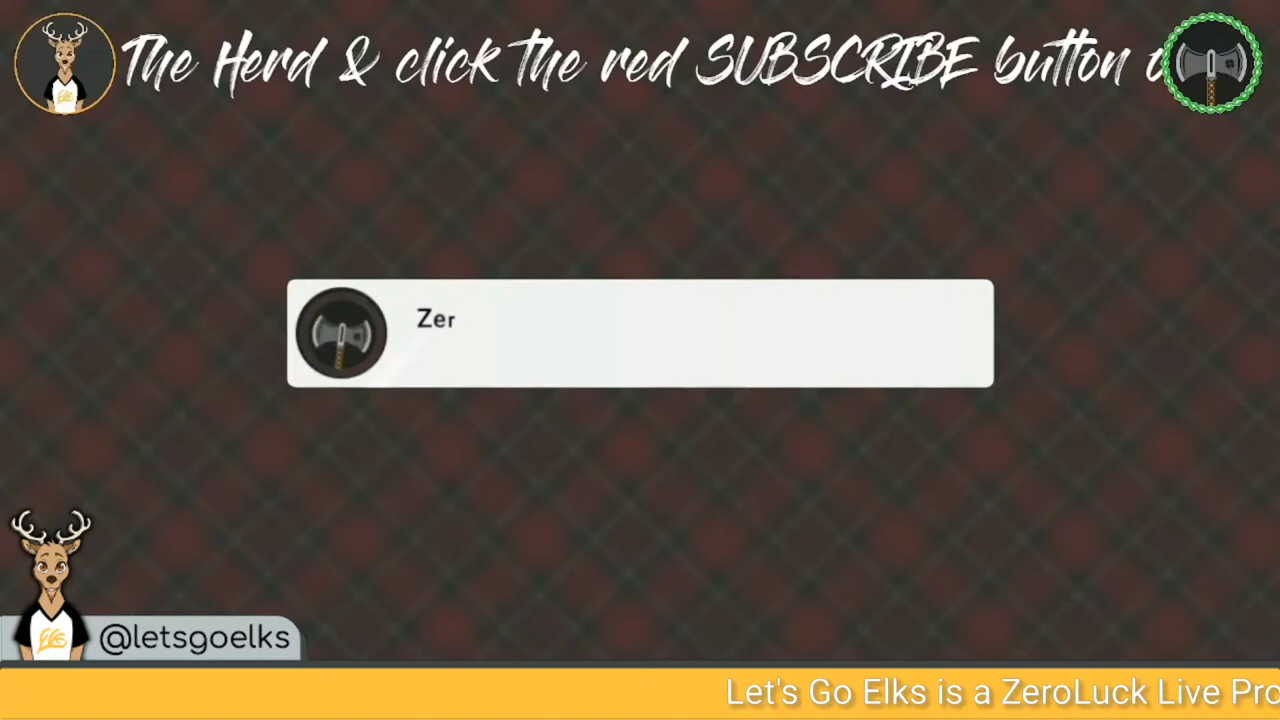 The Herd & click the red SUBSCRIBE button o
Zer
@letsgoelks
Let's Go Elks is a ZeroLuck Live Pro